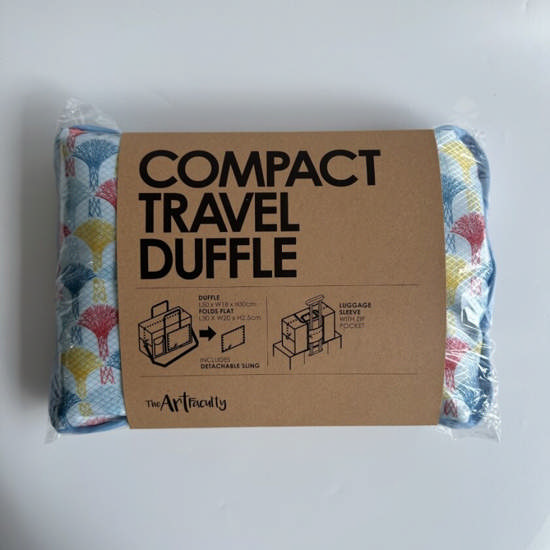 COMPACT
TRAVEL
DUFFLE
DUFFLE
L50 x W18 x H30cm
FOLDS FLAT
L30 X W20 x H2.5cm
INCLUDES
DETACHABLE SLING
LUGGAGE
SLEEVE
WITH ZIP
POCKET
The Art Faculty